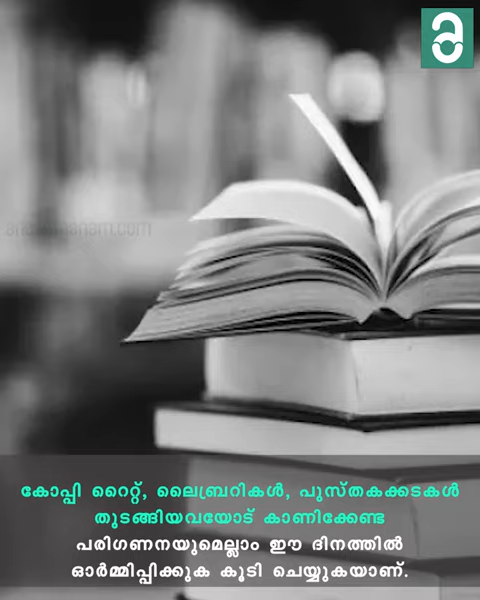 കോപ്പി റൈറ്റ്, ലൈബ്രറികൾ, പുസ്തകക്കടകൾ
തുടങ്ങിയവയോട് കാണിക്കേണ്ട
പരിഗണനയുമെല്ലാം ഈ ദിനത്തിൽ
ഓർമ്മിപ്പിക്കുക കൂടി ചെയ്യുകയാണ്.